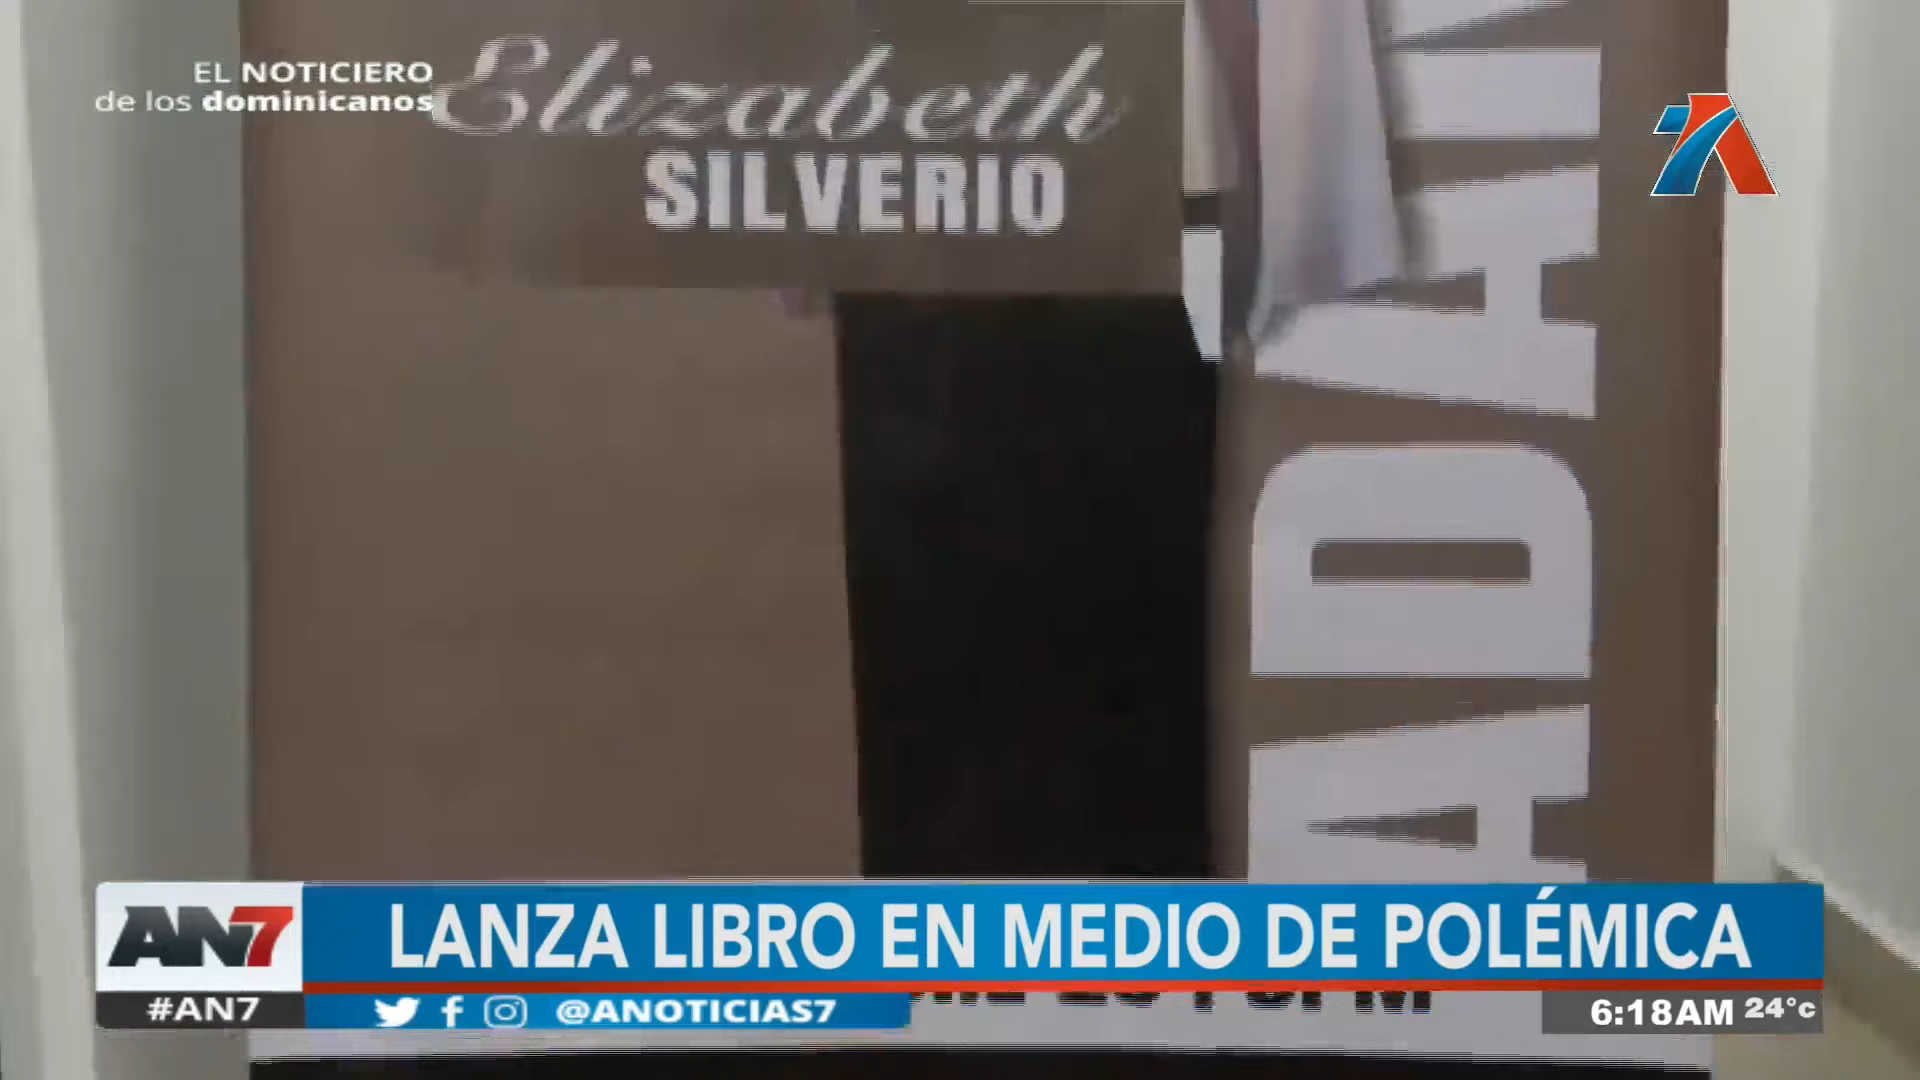 EL NOTICIERO
de los dominicanos
Elizabeth
SILVERIO
AN7
LANZA LIBRO EN MEDIO DE POLÉMICA
#AN7
@ANOTICIAS7
6:18AM 24°c